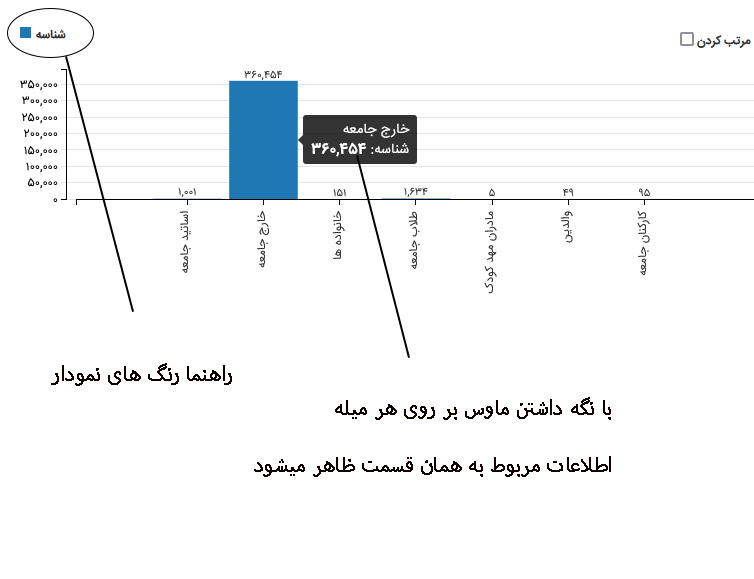 شناسه
مرتب کردن
۳۵۰,۰۰۰
۳۰۰,۰۰۰
۲۵۰,۰۰۰
۲۰۰,۰۰۰
۱۵۰,۰۰۰
۱۰۰,۰۰۰
۵۰,۰۰۰
۰
۱,۰۰۱
۳۶۰,۴۵۴
۱۵۱
۱,۶۳۴
۵
۴۹
۹۵
خارج جامعه
شناسه: ۳۶۰,۴۵۴
اساتید جامعه
خارج جامعه
خانواده ها
طلاب جامعه
مادران مهد کودک
والدین
کارکنان جامعه
راهنما رنگ های نمودار
با نگه داشتن ماوس بر روی هر میله
اطلاعات مربوط به همان قسمت ظاهر میشود